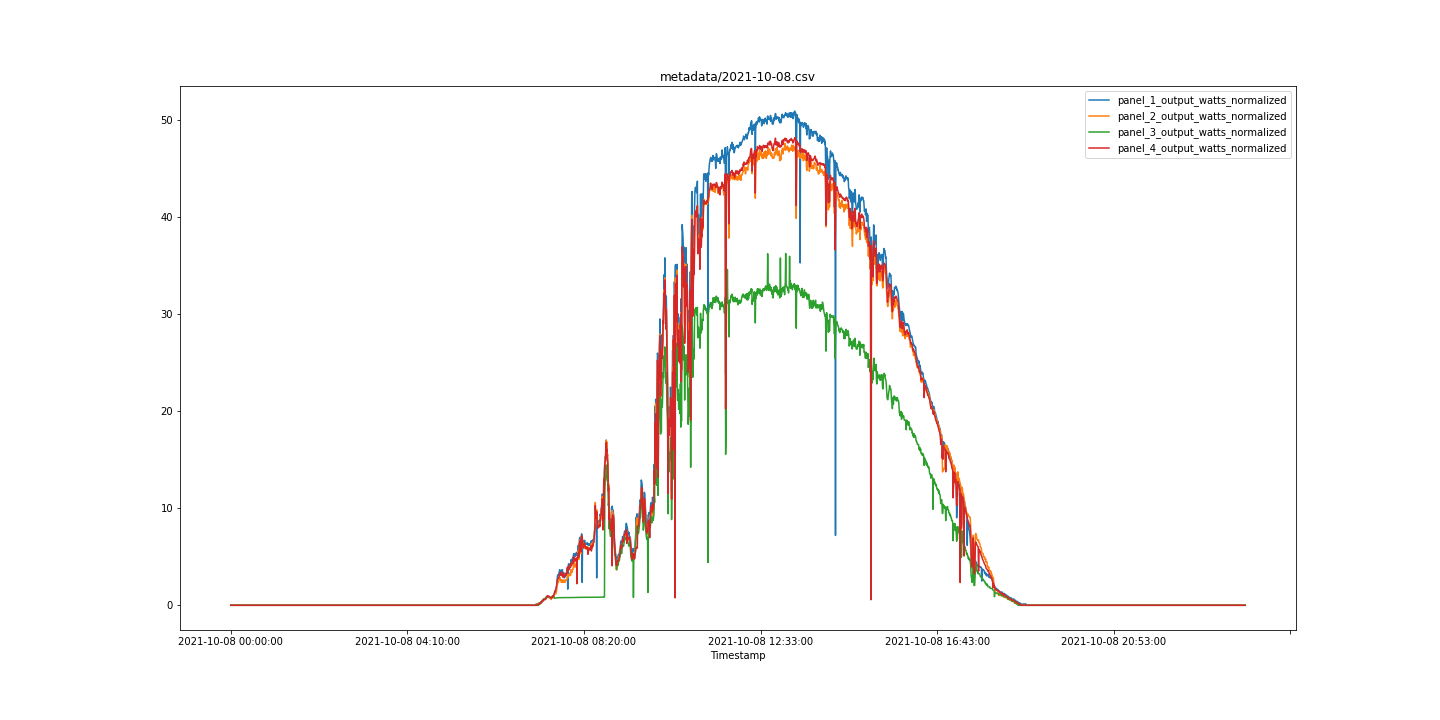 metadata/2021-10-08.csv
panel_1_output_watts_normalized
panel_2_output_watts_normalized
panel_3_output_watts_normalized
panel_4_output_watts_normalized
50
40
30
20
10
0
2021-10-08 00:00:00
2021-10-08 04:10:00
2021-10-08 08:20:00
2021-10-08 12:33:00
2021-10-08 16:43:00
2021-10-08 20:53:00
Timestamp